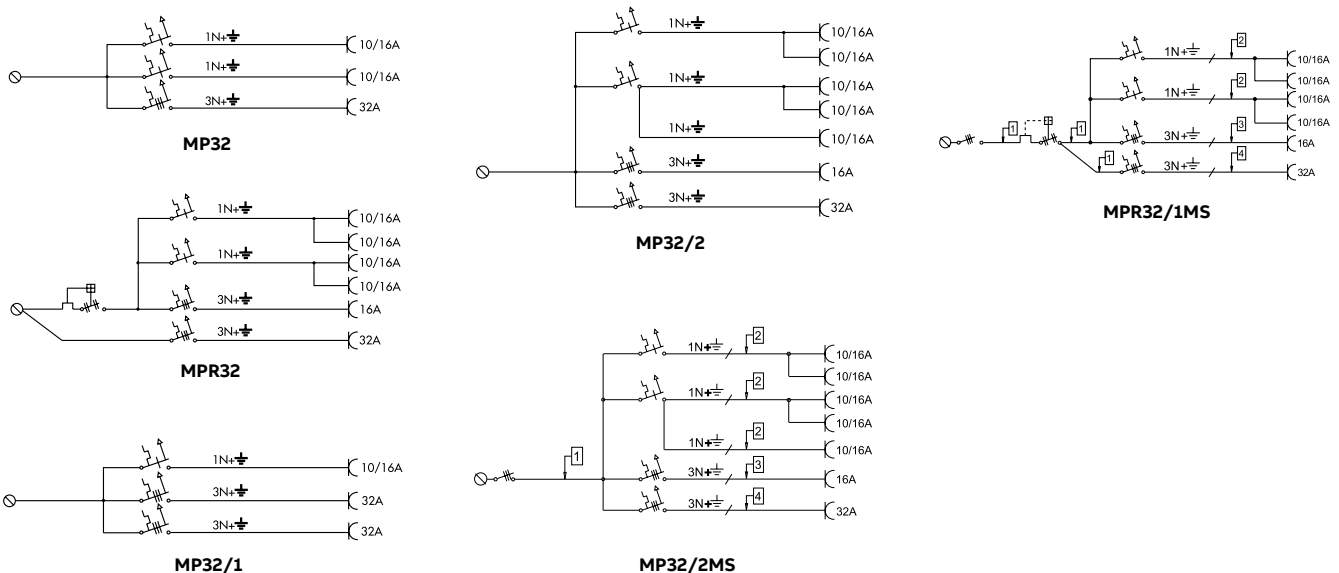 1N+⏚ 10/16A
1N+⏚ 10/16A
3N+⏚ 32A
MP32
1N+⏚ 10/16A
10/16A
1N+⏚ 10/16A
10/16A
3N+⏚ 16A
3N+⏚ 32A
MPR32
1N+⏚ 10/16A
3N+⏚ 32A
3N+⏚ 32A
MP32/1
1N+⏚ 10/16A
10/16A
1N+⏚ 10/16A
10/16A
1N+⏚ 10/16A
3N+⏚ 16A
3N+⏚ 32A
MP32/2
1N+⏚ 2 10/16A
10/16A
1N+⏚ 2 10/16A
10/16A
1N+⏚ 2 10/16A
1 3N+⏚ 3 16A
3N+⏚ 4 32A
MP32/2MS
1N+⏚ 2 10/16A
10/16A
1N+⏚ 2 10/16A
10/16A
1 1 3N+⏚ 3 16A
1 3N+⏚ 4 32A
MPR32/1MS